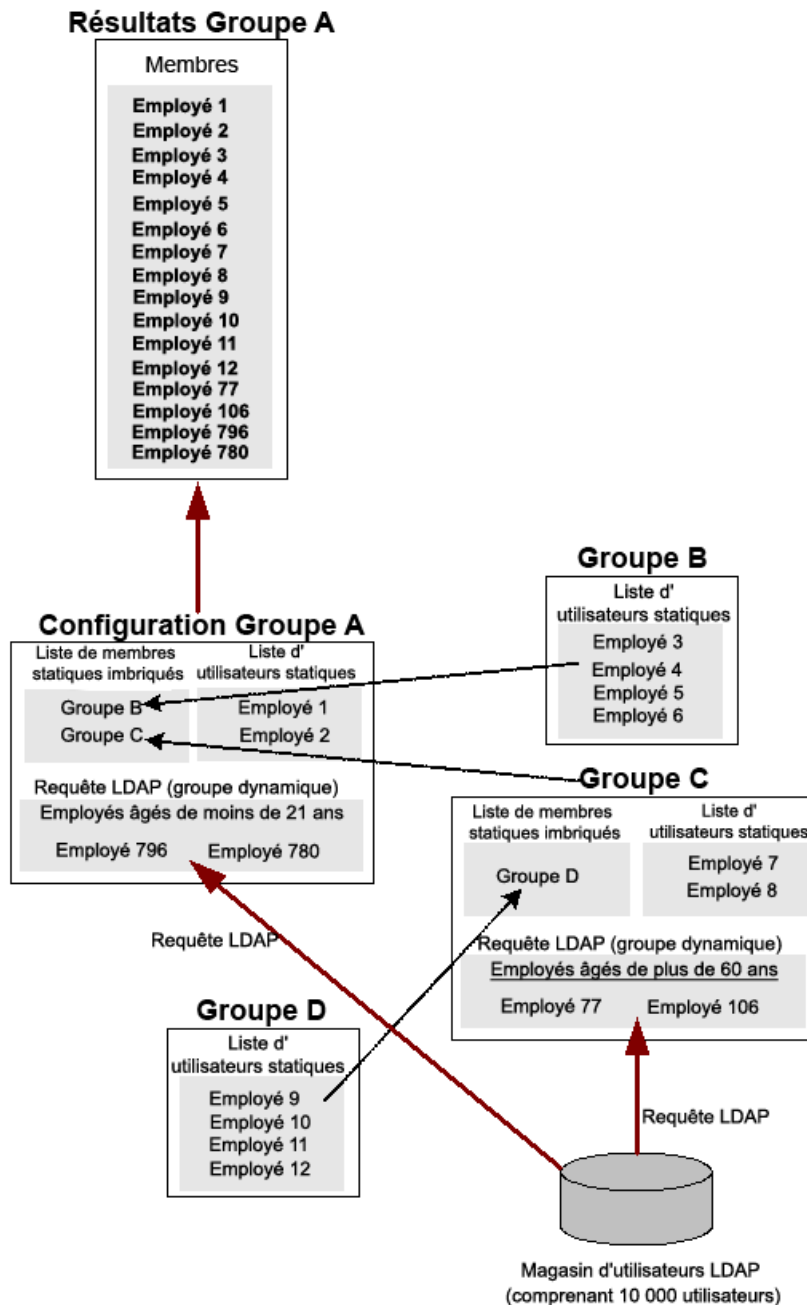 Résultats Groupe A
Membres
Employé 1
Employé 2
Employé 3
Employé 4
Employé 5
Employé 6
Employé 7
Employé 8
Employé 9
Employé 10
Employé 11
Employé 12
Employé 77
Employé 106
Employé 796
Employé 780
Groupe B
Liste d'
utilisateurs statiques
Employé 3
Employé 4
Employé 5
Employé 6
Configuration Groupe A
Liste de membres
statiques imbriqués
Groupe B
Groupe C
Liste d'
utilisateurs statiques
Employé 1
Employé 2
Requête LDAP (groupe dynamique)
Employés âgés de moins de 21 ans
Employé 796 Employé 780
Groupe C
Liste de membres
statiques imbriqués
Groupe D
Liste d'
utilisateurs statiques
Employé 7
Employé 8
Requête LDAP (groupe dynamique)
Employés âgés de plus de 60 ans
Employé 77 Employé 106
Requête LDAP
Groupe D
Liste d'
utilisateurs statiques
Employé 9
Employé 10
Employé 11
Employé 12
Requête LDAP
Magasin d'utilisateurs LDAP
(comprenant 10 000 utilisateurs)